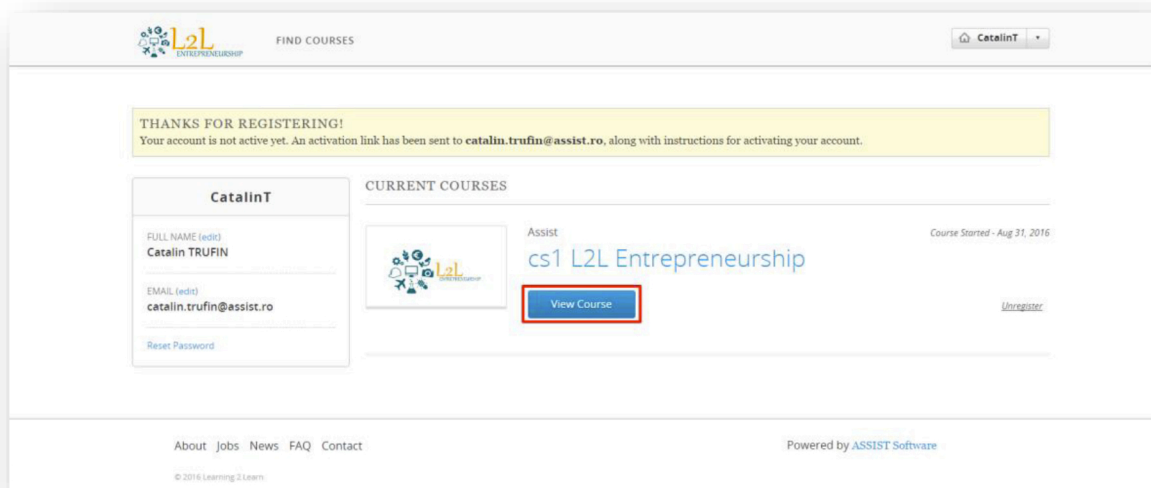 L2L
ENTREPRENEURSHIP
FIND COURSES
CatalinT
THANKS FOR REGISTERING!
Your account is not active yet. An activation link has been sent to catalin.trufin@assist.ro, along with instructions for activating your account.
CatalinT
FULL NAME (edit)
Catalin TRUFIN
EMAIL (edit)
catalin.trufin@assist.ro
Reset Password
CURRENT COURSES
L2L
ENTREPRENEURSHIP
Assist
Course Started - Aug 31, 2016
cs1 L2L Entrepreneurship
View Course
Unregister
About Jobs News FAQ Contact
Powered by ASSIST Software
© 2016 Learning 2 Learn